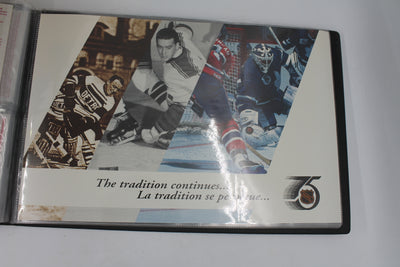 The tradition continues...
La tradition se
75